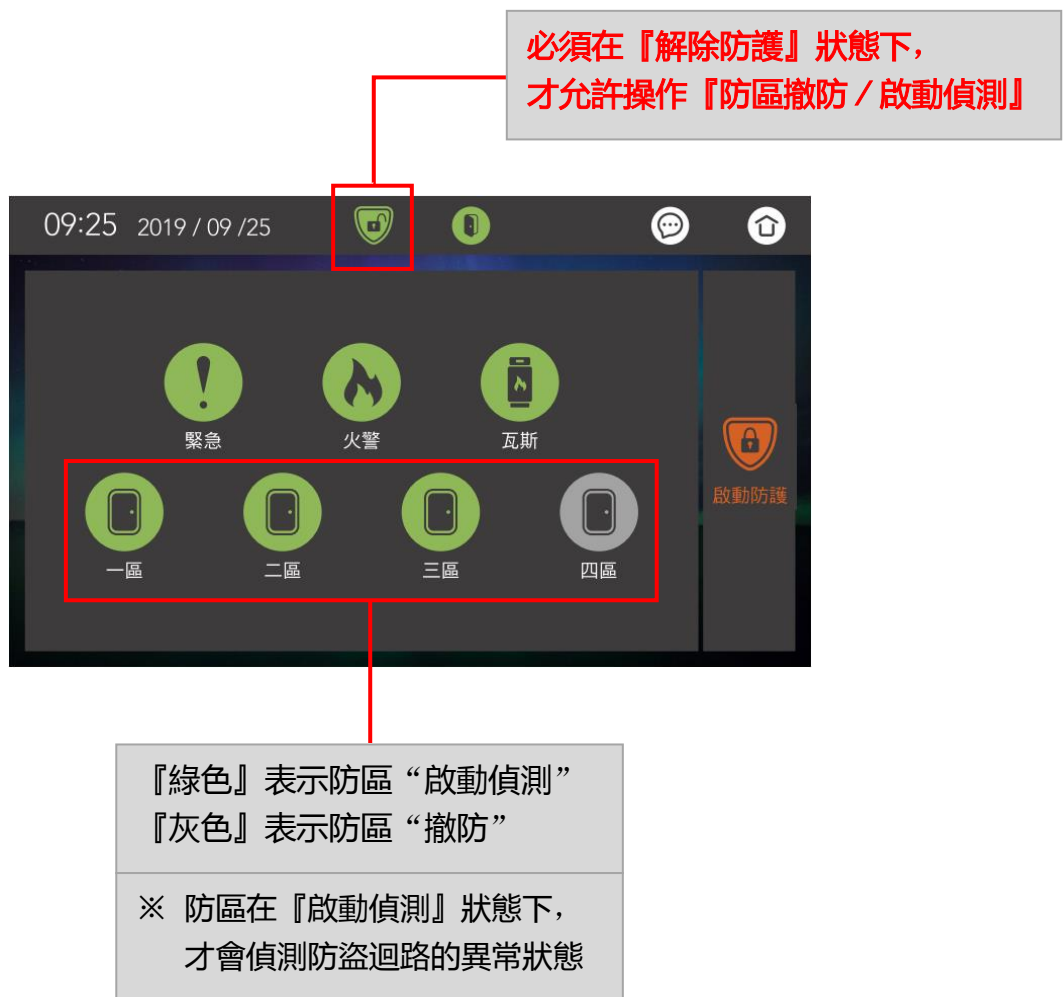 必須在『解除防護』狀態下，
才允許操作『防區撤防／啟動偵測』
09:25 2019 / 09 /25
緊急 火警 瓦斯
啟動防護
一區 二區 三區 四區
『綠色』表示防區“啟動偵測”
『灰色』表示防區“撤防”
※ 防區在『啟動偵測』狀態下，
才會偵測防盜迴路的異常狀態